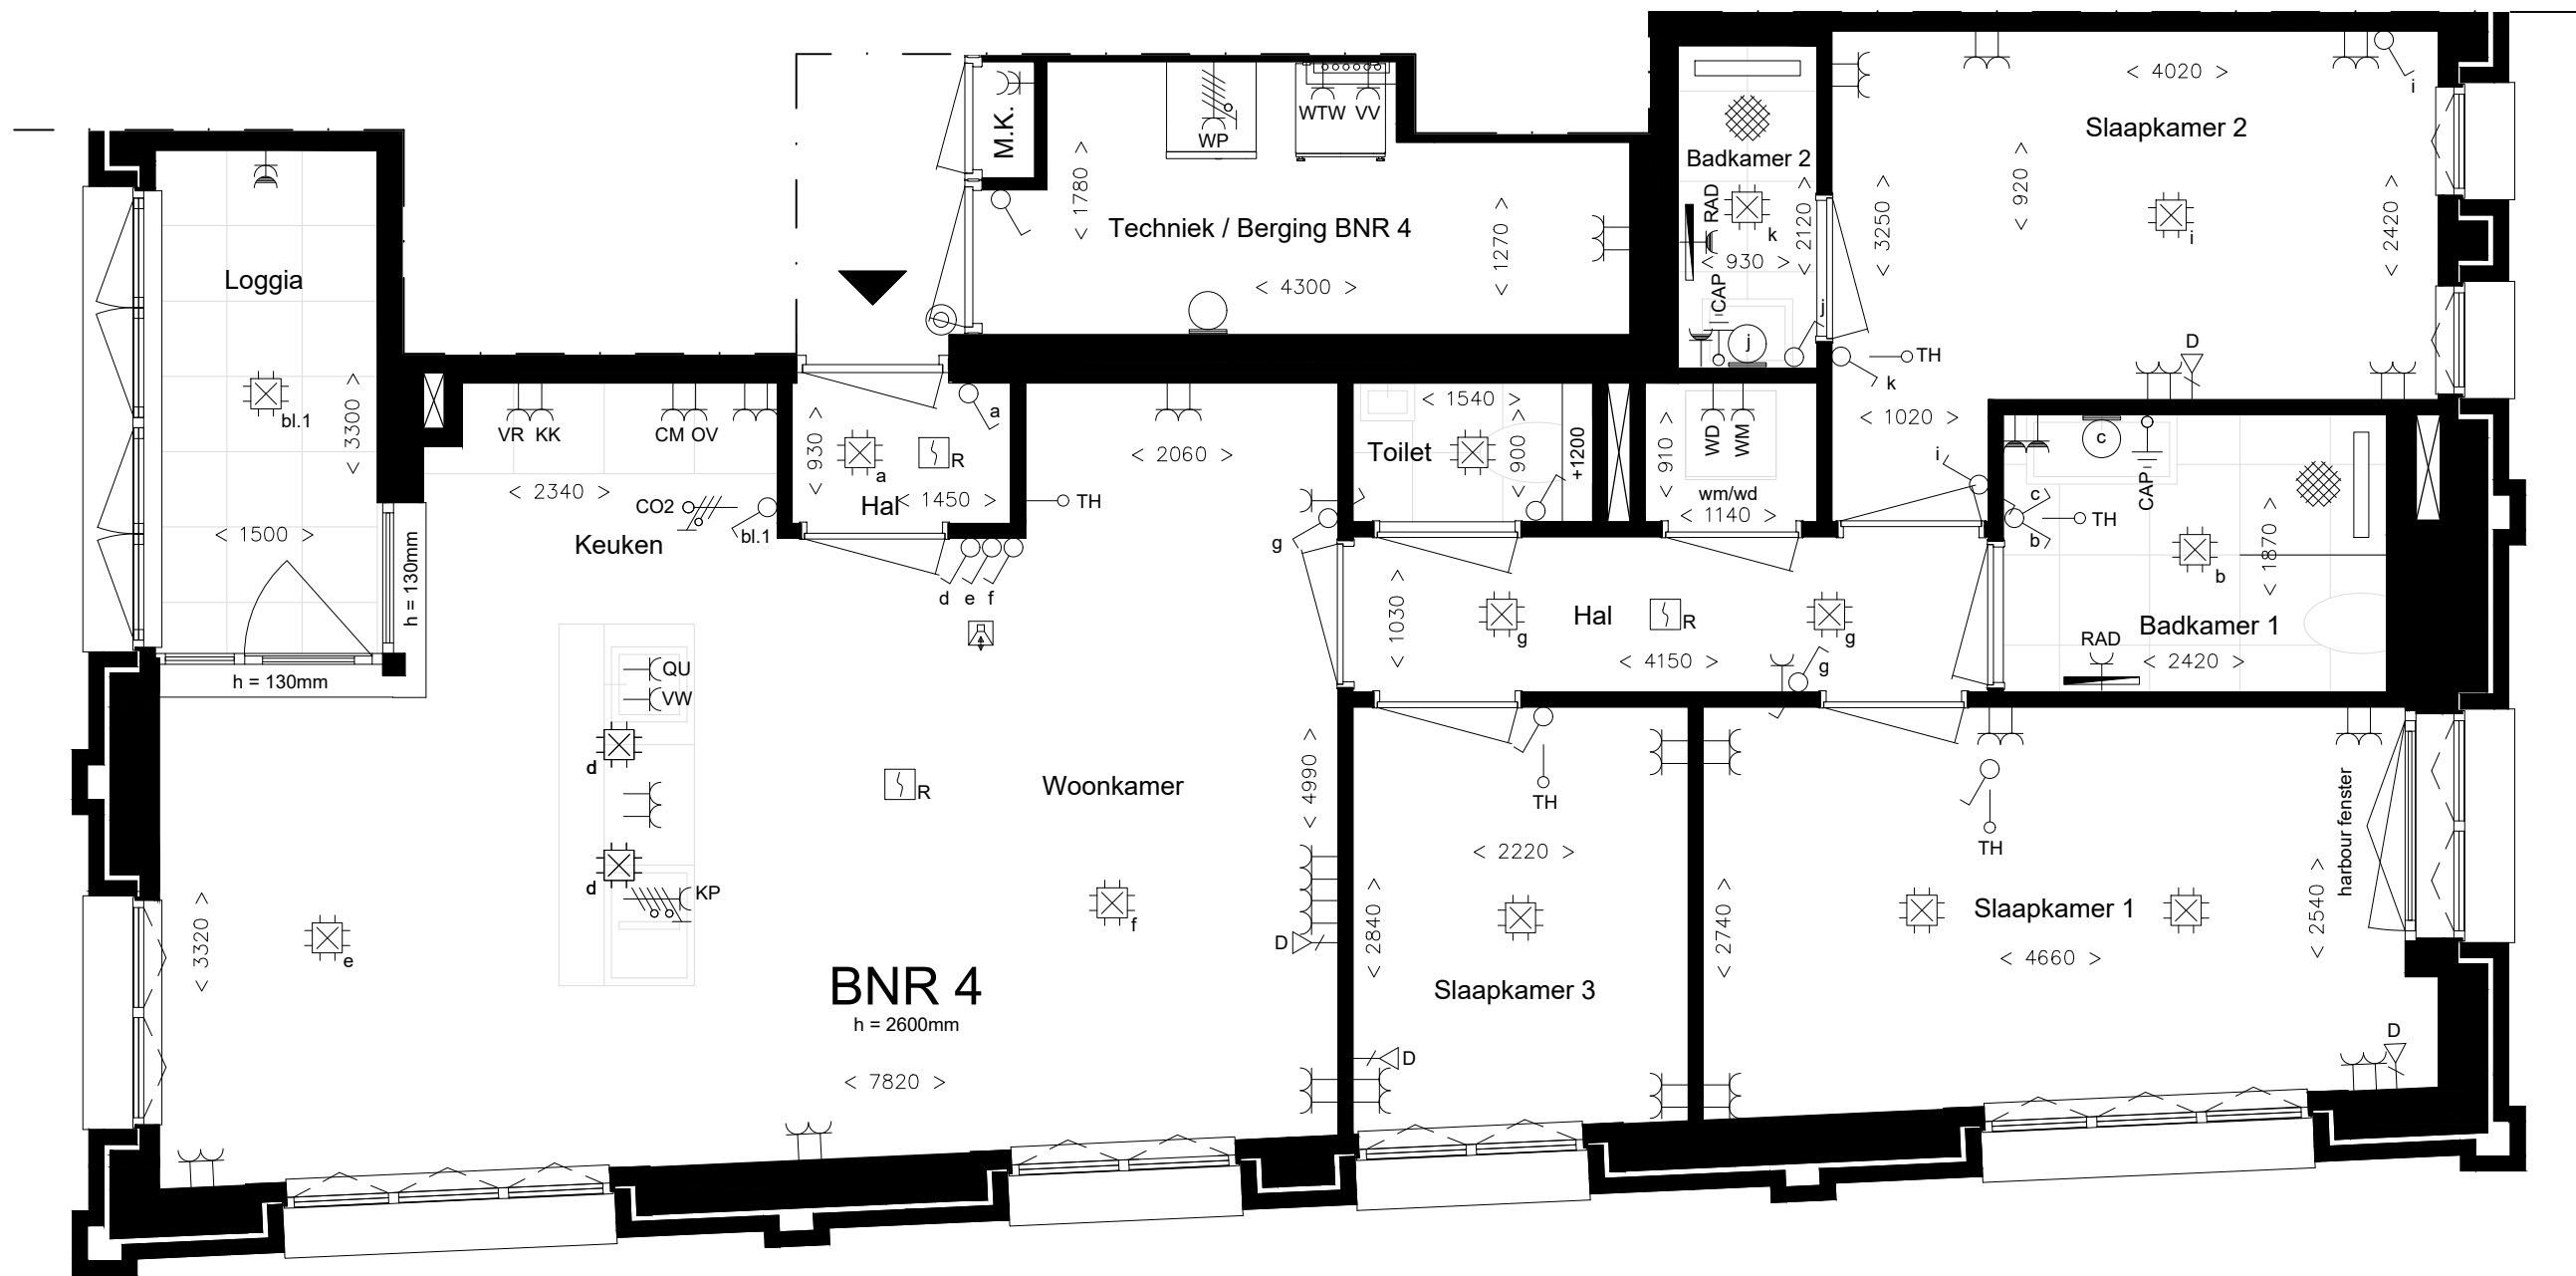 < 4020 >
i
Slaapkamer 2
M.K.
WP
WTW VV
< 1780 >
Techniek / Berging BNR 4
< 1270 >
< 4300 >
Badkamer 2
RAD
k
< 2120 >
< 930 >
CAP
j
j
< 3250 >
< 920 >
i
< 2420 >
D
TH
k
< 1020 >
i
Loggia
bl.1
< 3300 >
< 1500 >
h = 130mm
h = 130mm
VR KK
CM OV
< 2340 >
CO2
bl.1
Keuken
< 930 >
a
a
R
Hal
< 1450 >
d e f
TH
< 2060 >
g
< 1540 >
Toilet
< 900 >
+1200
< 910 >
WD
WM
wm/wd
< 1140 >
c
CAP
c
TH
b
b
< 1870 >
Badkamer 1
RAD
< 2420 >
< 1030 >
g
Hal
R
g
< 4150 >
g
QU
VW
d
d
KP
R
Woonkamer
< 4990 >
f
e
< 3320 >
D
BNR 4
h = 2600mm
< 7820 >
TH
< 2220 >
< 2840 >
Slaapkamer 3
D
< 2740 >
TH
Slaapkamer 1
< 4660 >
< 2540 >
harbour fenster
D